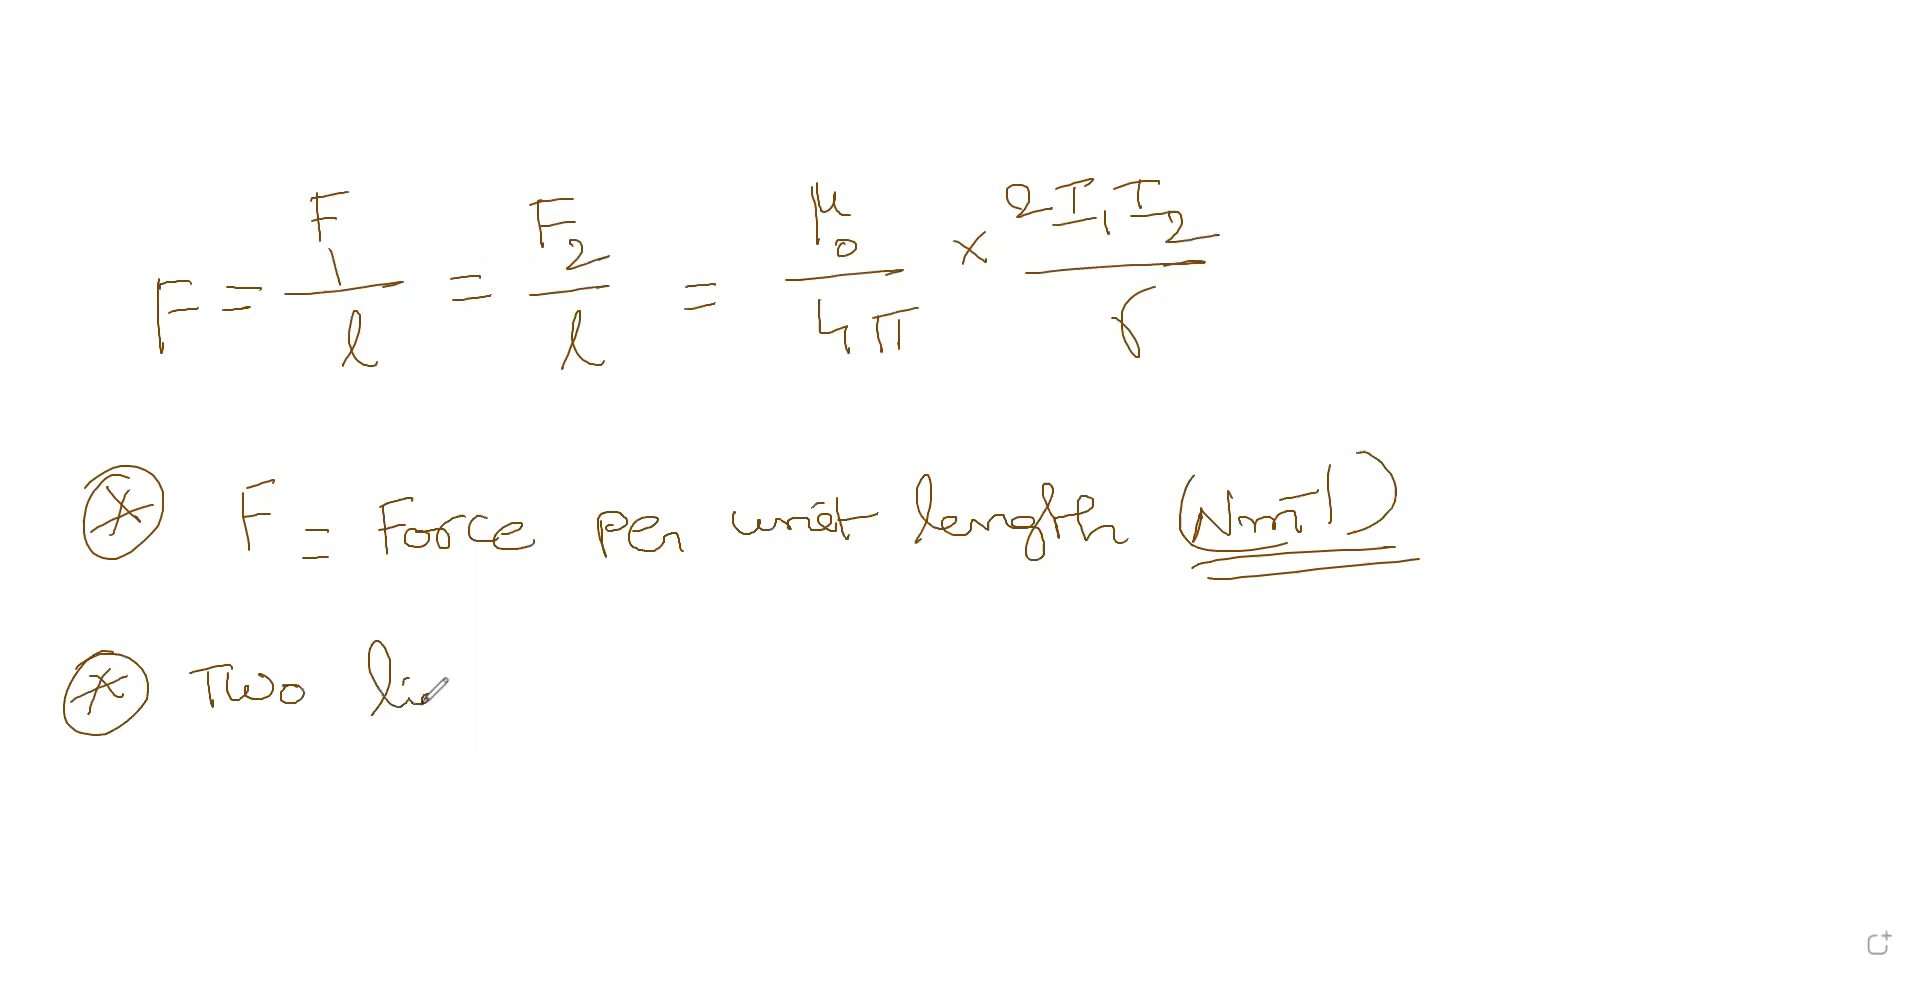 F = F₁/l = F₂/l = μ₀/4π × 2I₁I₂/r
F = Force per unit length (Nm⁻¹)
Two